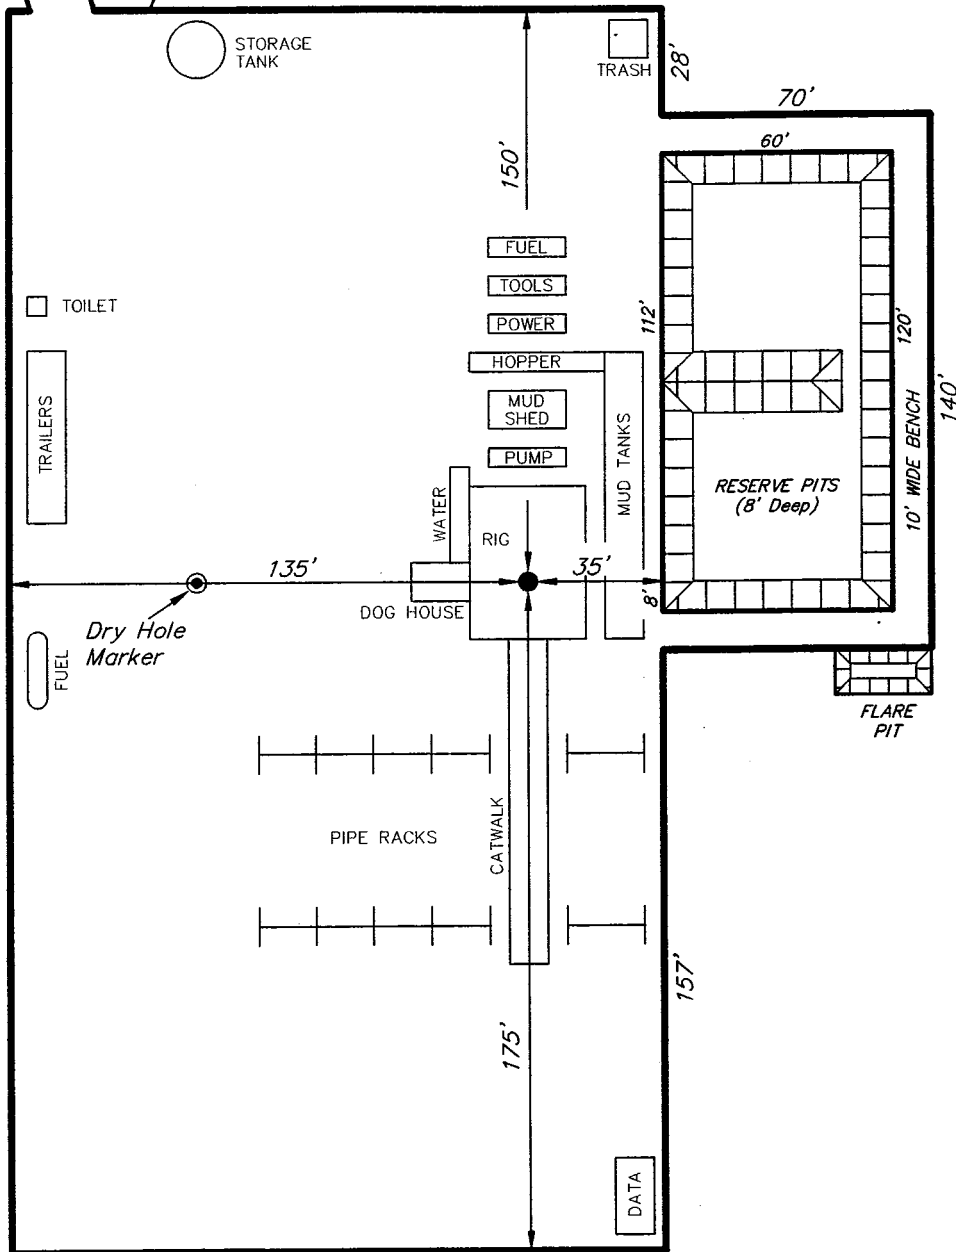 STORAGE
TANK
TRASH
28'
70'
60'
150'
FUEL
TOOLS
POWER
HOPPER
MUD
SHED
PUMP
TOILET
TRAILERS
WATER
MUD TANKS
112'
120'
140'
10' WIDE BENCH
RESERVE PITS
(8' Deep)
RIG
135'
35'
8'
DOG HOUSE
Dry Hole
Marker
FUEL
FLARE
PIT
PIPE RACKS
CATWALK
157'
175'
DATA